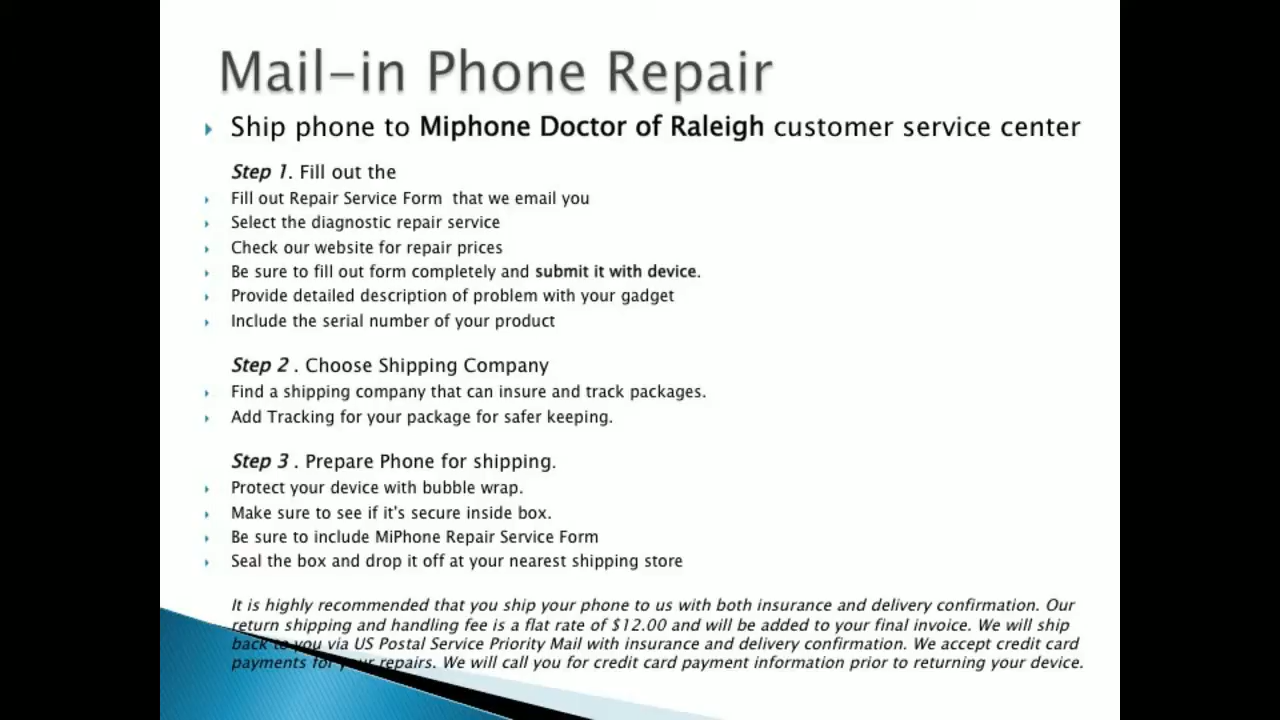 Mail-in Phone Repair
Ship phone to Miphone Doctor of Raleigh customer service center
Step 1. Fill out the
Fill out Repair Service Form that we email you
Select the diagnostic repair service
Check our website for repair prices
Be sure to fill out form completely and submit it with device.
Provide detailed description of problem with your gadget
Include the serial number of your product
Step 2 . Choose Shipping Company
Find a shipping company that can insure and track packages.
Add Tracking for your package for safer keeping.
Step 3 . Prepare Phone for shipping.
Protect your device with bubble wrap.
Make sure to see if it's secure inside box.
Be sure to include MiPhone Repair Service Form
Seal the box and drop it off at your nearest shipping store
It is highly recommended that you ship your phone to us with both insurance and delivery confirmation. Our
return shipping and handling fee is a flat rate of $12.00 and will be added to your final invoice. We will ship
back to you via US Postal Service Priority Mail with insurance and delivery confirmation. We accept credit card
payments for your repairs. We will call you for credit card payment information prior to returning your device.